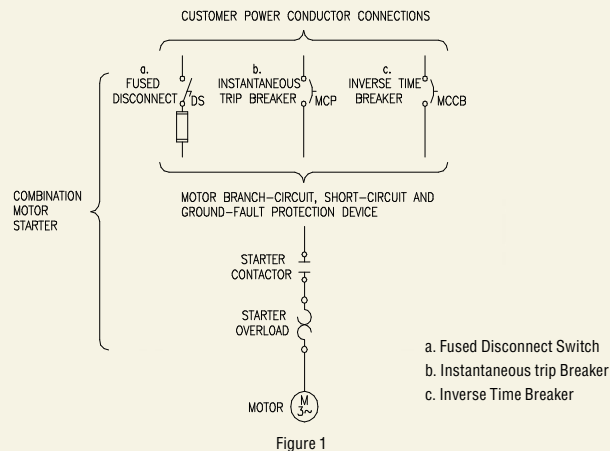 CUSTOMER POWER CONDUCTOR CONNECTIONS
a.
FUSED
DISCONNECT
DS
b.
INSTANTANEOUS
TRIP BREAKER
MCP
c.
INVERSE TIME
BREAKER
MCCB
COMBINATION
MOTOR
STARTER
MOTOR BRANCH-CIRCUIT, SHORT-CIRCUIT AND
GROUND-FAULT PROTECTION DEVICE
STARTER
CONTACTOR
STARTER
OVERLOAD
MOTOR
M
3~
a. Fused Disconnect Switch
b. Instantaneous trip Breaker
c. Inverse Time Breaker
Figure 1